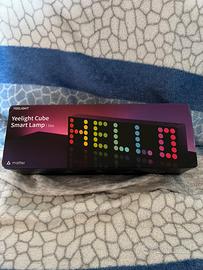 YEELIGHT
Yeelight Cube
Smart Lamp
HELLO
matter